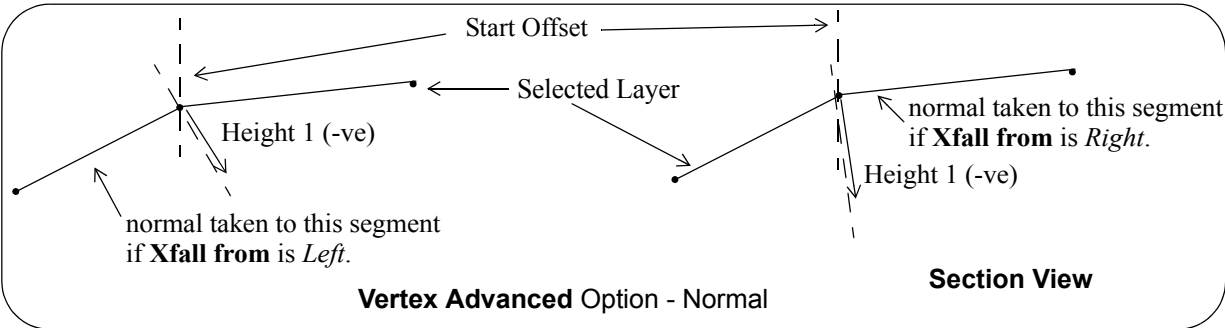 Start Offset
Selected Layer
Height 1 (-ve)
normal taken to this segment
if Xfall from is Left.
normal taken to this segment
if Xfall from is Right.
Height 1 (-ve)
Section View
Vertex Advanced Option - Normal